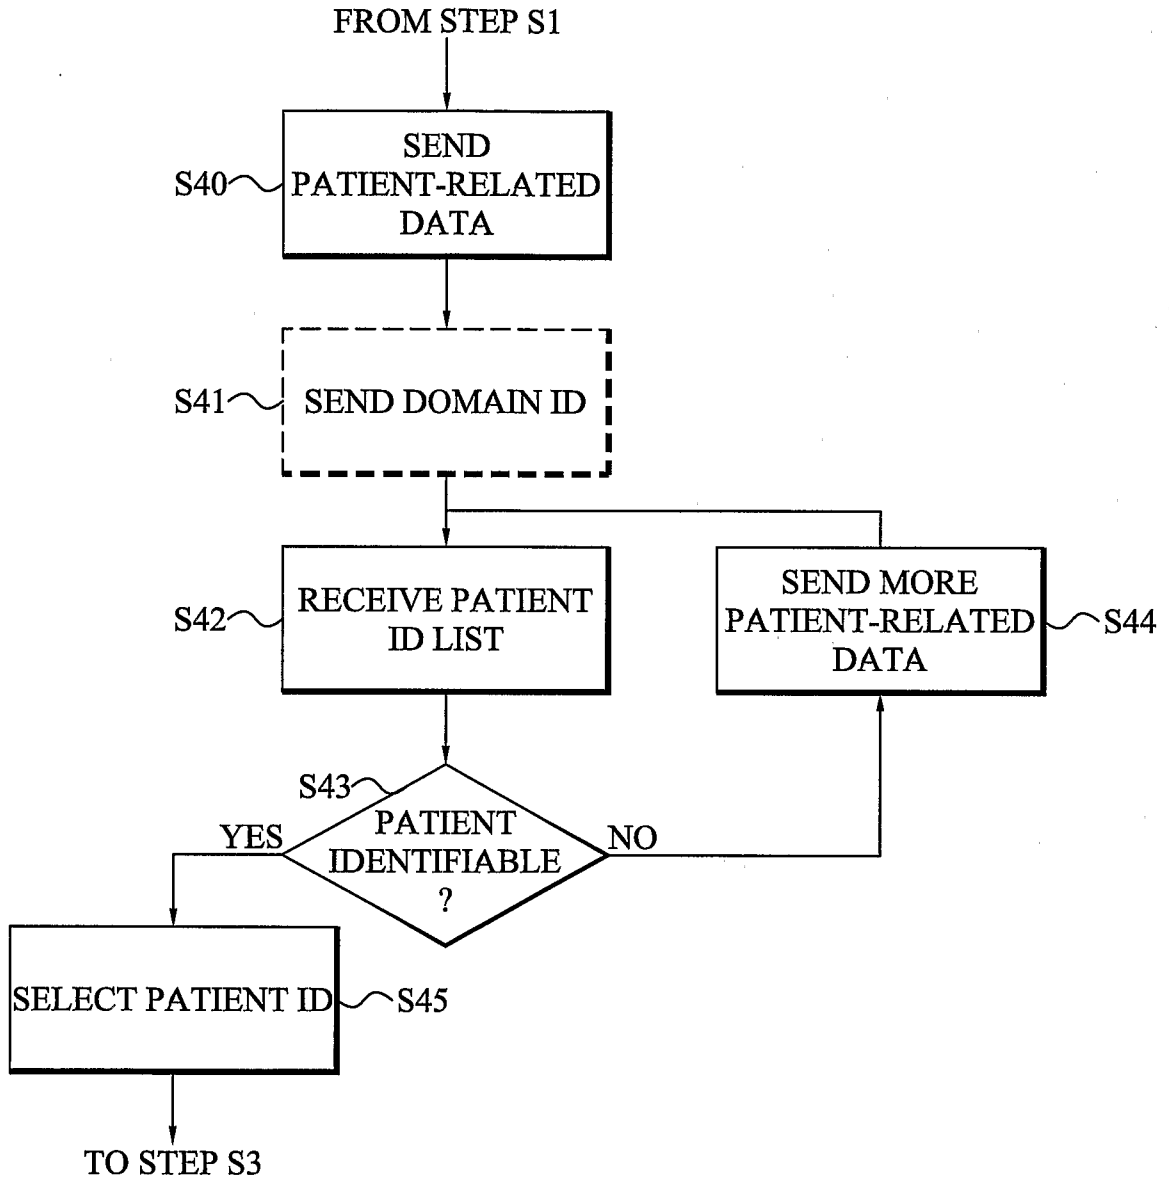 FROM STEP S1
SEND
PATIENT-RELATED
DATA
S40
SEND DOMAIN ID
S41
RECEIVE PATIENT
ID LIST
S42
SEND MORE
PATIENT-RELATED
DATA
S44
S43
PATIENT
IDENTIFIABLE
?
YES
NO
SELECT PATIENT ID
S45
TO STEP S3